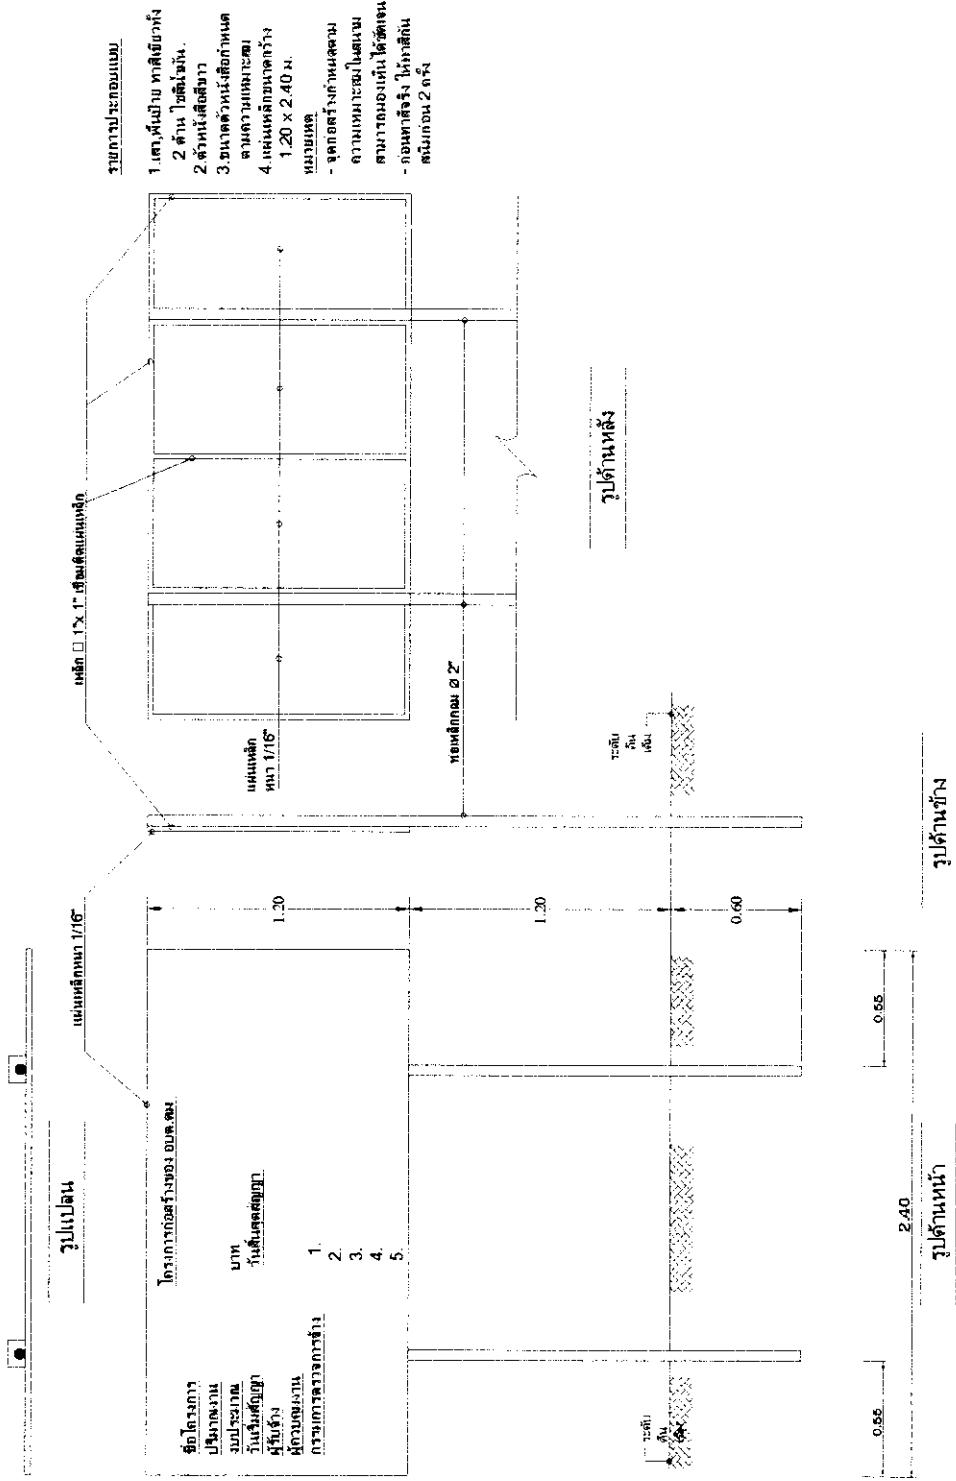 รูปแปลน
แผ่นเหล็กหนา 1/16"
เหล็ก □ 1"x 1" เชื่อมติดแผ่นเหล็ก
โครงการก่อสร้างของ อบต.คม
ชื่อโครงการ
ปริมาณงาน
งบประมาณ บาท
วันเริ่มสัญญา วันสิ้นสุดสัญญา
ผู้รับจ้าง
ผู้ควบคุมงาน
กรรมการตรวจการจ้าง 1.
2.
3.
4.
5.
1.20
1.20
0.60
ระดับ
ดิน
เดิม
0.55
2.40
0.55
รูปด้านหน้า
แผ่นเหล็ก
หนา 1/16"
ท่อเหล็กกลม Ø 2"
ระดับ
ดิน
เดิม
รูปด้านข้าง
รูปด้านหลัง
รายการประกอบแบบ
1.เสา,พื้นป้าย ทาสีเขียวทั้ง
2 ด้าน ใช้สีน้ำมัน.
2.ตัวหนังสือสีขาว
3.ขนาดตัวหนังสือกำหนด
ตามความเหมาะสม
4.แผ่นเหล็กขนาดกว้าง
1.20 x 2.40 ม.
หมายเหตุ
- จุดก่อสร้างกำหนดตาม
ความเหมาะสมในสนาม
สามารถมองเห็นได้ชัดเจน
- ก่อนทาสีจริง ให้ทาสีกัน
สนิมก่อน 2 ครั้ง